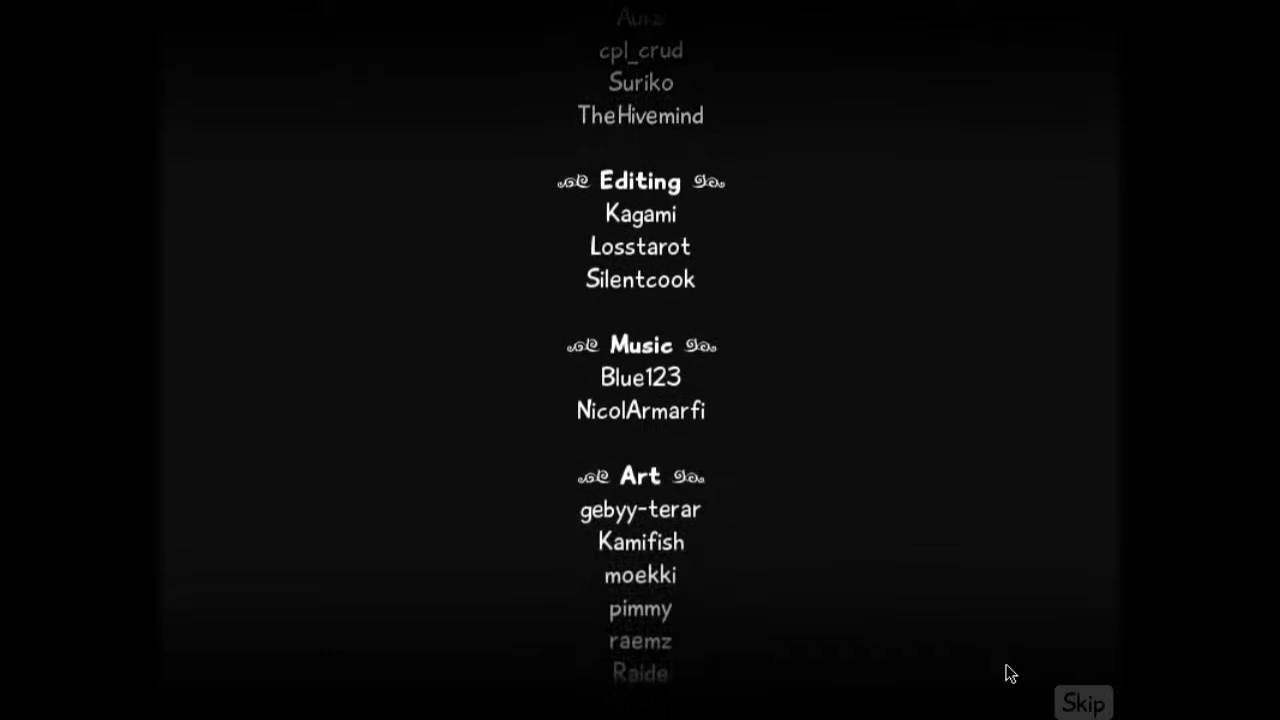 Aura
cpl_crud
Suriko
TheHivemind
Editing
Kagami
Losstarot
Silentcook
Music
Blue123
NicolArmarfi
Art
gebyy-terar
Kamifish
moekki
pimmy
raemz
Raide
Skip